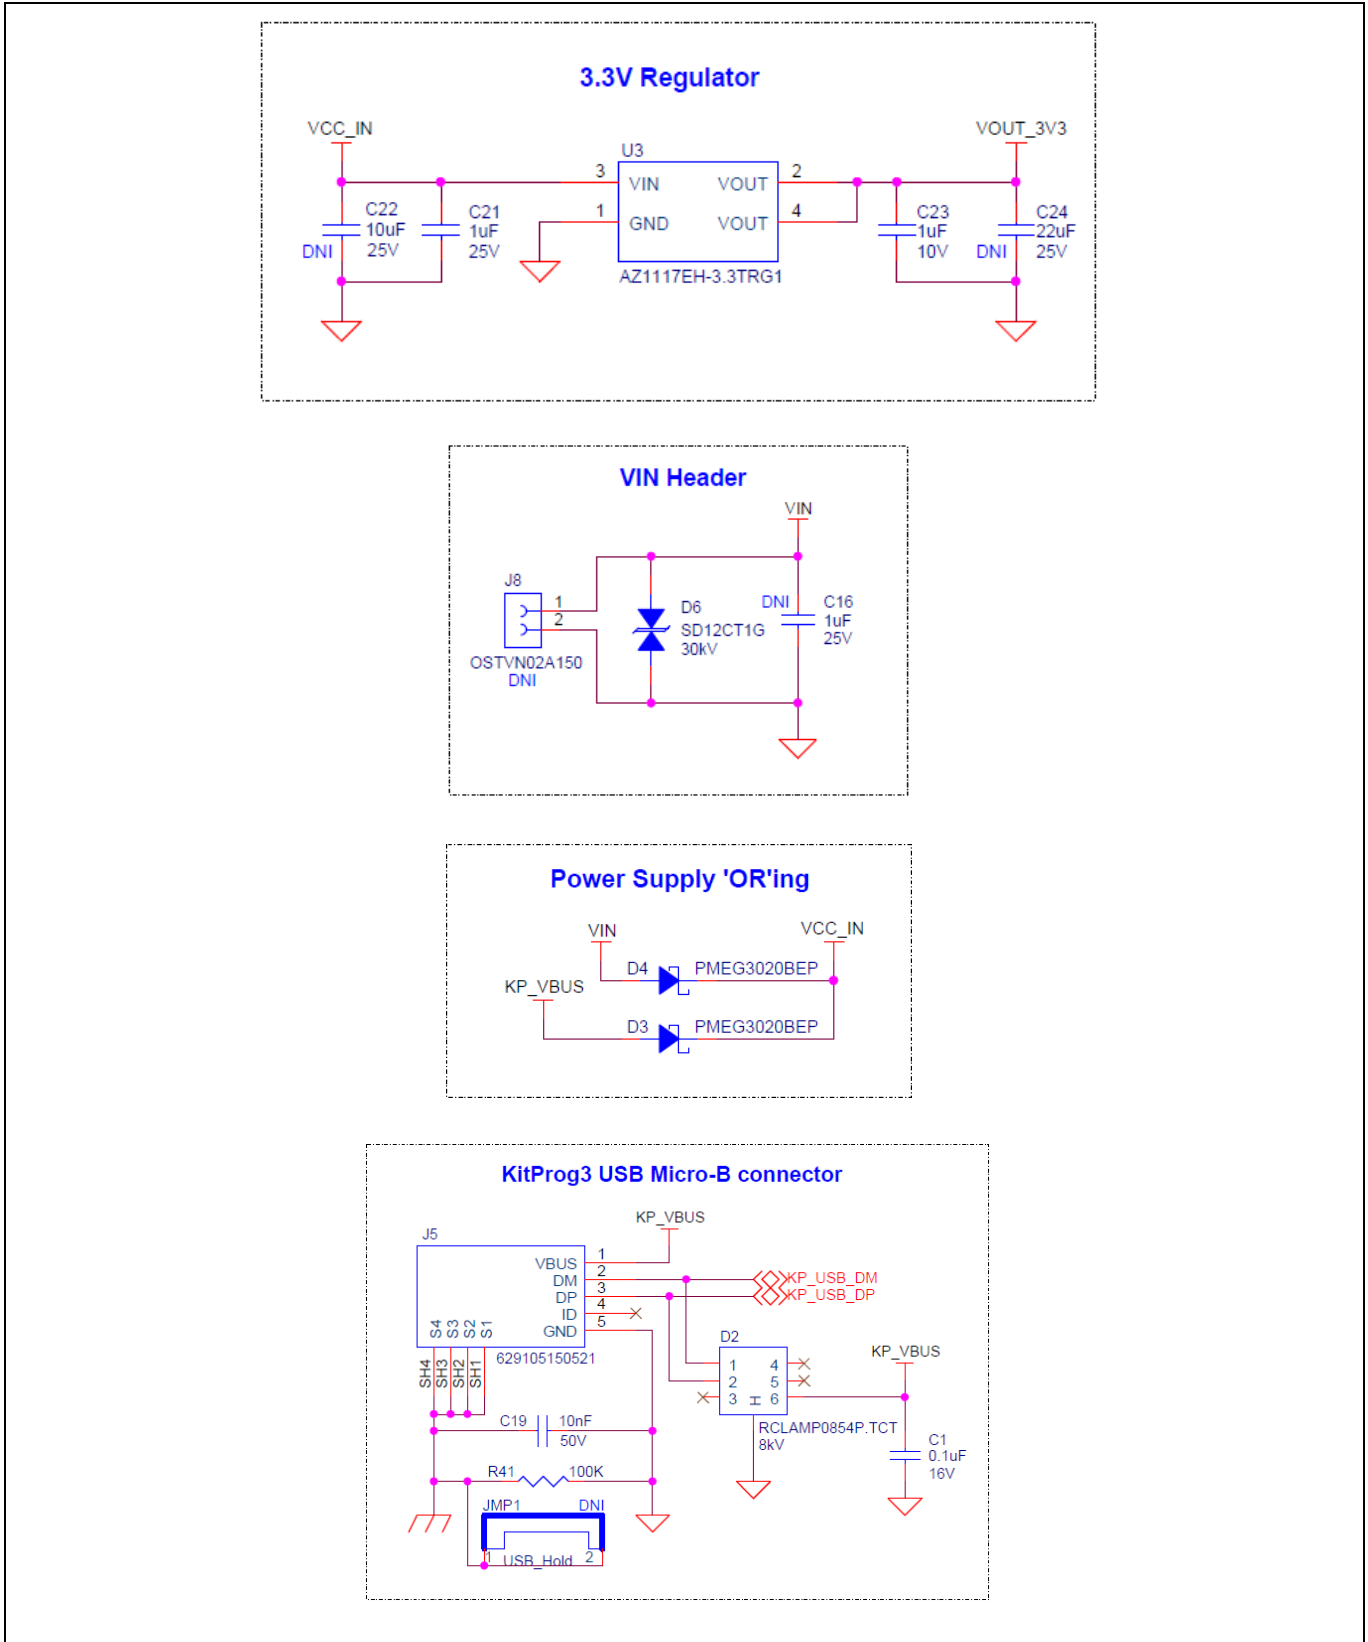 3.3V Regulator
VCC_IN
VOUT_3V3
U3
3 VIN VOUT 2
1 GND VOUT 4
AZ1117EH-3.3TRG1
C22
10uF
25V
DNI
C21
1uF
25V
C23
1uF
10V
C24
22uF
25V
DNI
VIN Header
VIN
J8
1
2
OSTVN02A150
DNI
D6
SD12CT1G
30kV
DNI
C16
1uF
25V
Power Supply 'OR'ing
VIN
VCC_IN
D4 PMEG3020BEP
KP_VBUS
D3 PMEG3020BEP
KitProg3 USB Micro-B connector
KP_VBUS
J5
VBUS 1
DM 2
DP 3
ID 4
GND 5
S4 S3 S2 S1
629105150521
SH4 SH3 SH2 SH1
KP_USB_DM
KP_USB_DP
D2
1 4
2 5
3 H 6
RCLAMP0854P.TCT
8kV
KP_VBUS
C1
0.1uF
16V
C19 10nF
50V
R41 100K
JMP1 DNI
1 USB_Hold 2